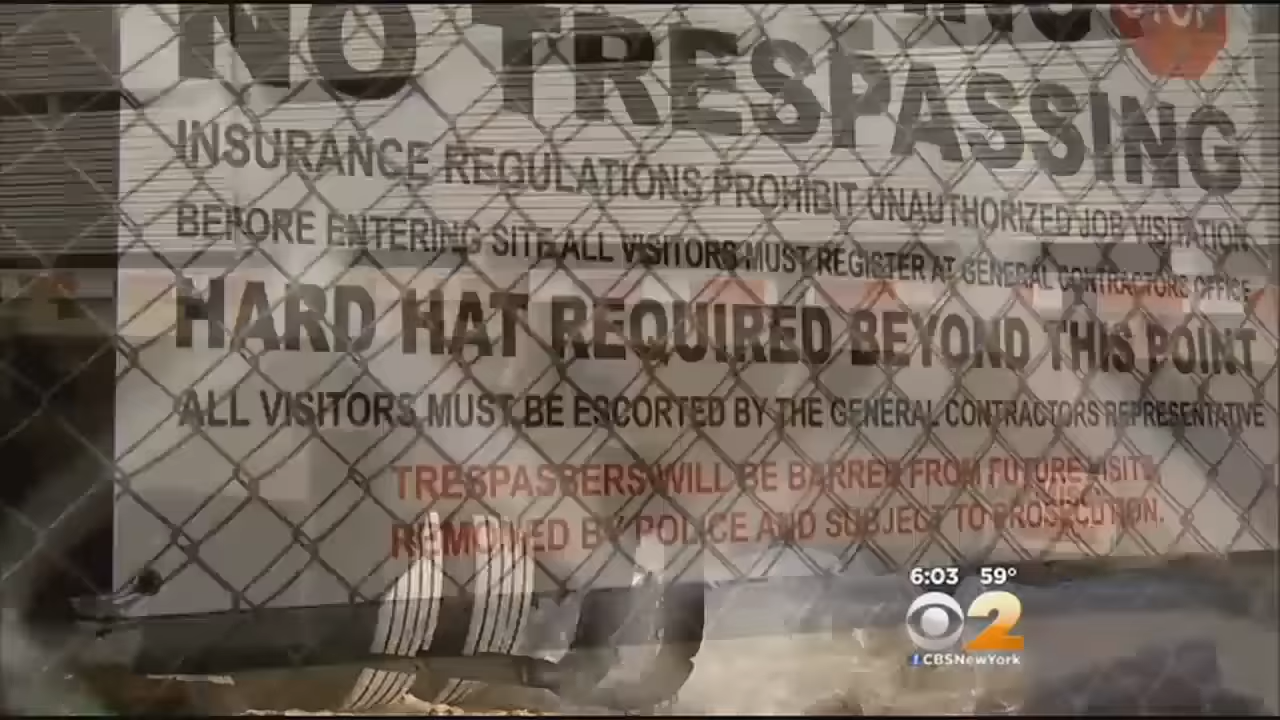 STOP
NO TRESPASSING
INSURANCE REGULATIONS PROHIBIT UNAUTHORIZED JOB VISITATION
BEFORE ENTERING SITE ALL VISITORS MUST REGISTER AT GENERAL CONTRACTORS OFFICE
HARD HAT REQUIRED BEYOND THIS POINT
ALL VISITORS MUST BE ESCORTED BY THE GENERAL CONTRACTORS REPRESENTATIVE
TRESPASSERS WILL BE BARRED FROM FUTURE VISITS
REMOVED BY POLICE AND SUBJECT TO PROSECUTION.
6:03 59°
2
CBSNewYork